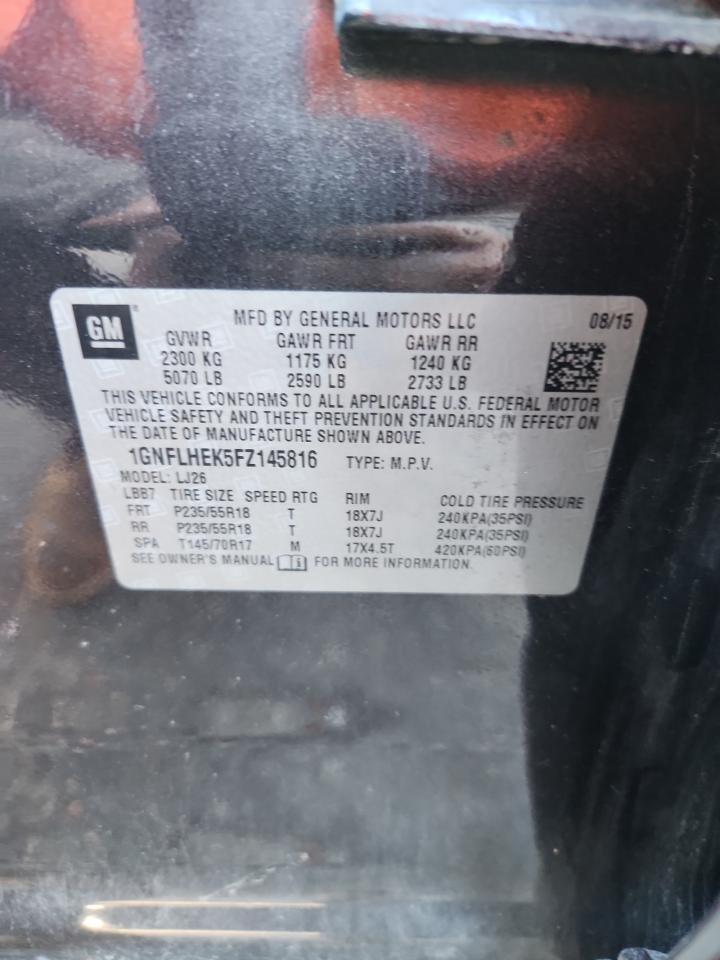 GM
MFD BY GENERAL MOTORS LLC 08/15
GVWR GAWR FRT GAWR RR
2300 KG 1175 KG 1240 KG
5070 LB 2590 LB 2733 LB
THIS VEHICLE CONFORMS TO ALL APPLICABLE U.S. FEDERAL MOTOR
VEHICLE SAFETY AND THEFT PREVENTION STANDARDS IN EFFECT ON
THE DATE OF MANUFACTURE SHOWN ABOVE.
1GNFLHEK5FZ145816 TYPE: M.P.V.
MODEL: LJ26
LBB7 TIRE SIZE SPEED RTG RIM COLD TIRE PRESSURE
FRT P235/55R18 T 18X7J 240KPA(35PSI)
RR P235/55R18 T 18X7J 240KPA(35PSI)
SPA T145/70R17 M 17X4.5T 420KPA(60PSI)
SEE OWNER'S MANUAL FOR MORE INFORMATION.